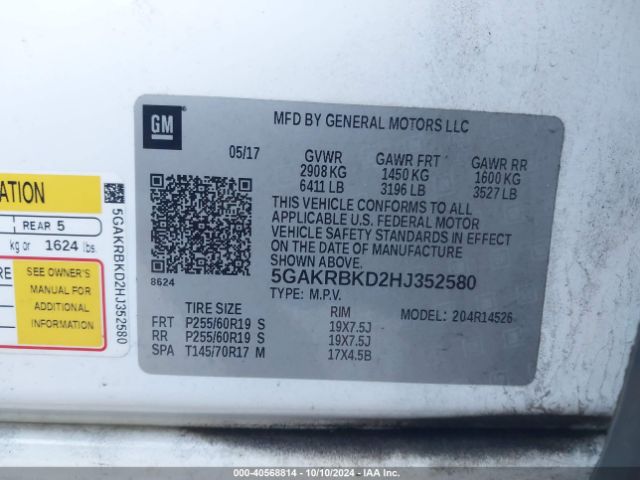 GM
MFD BY GENERAL MOTORS LLC
05/17
GVWR
2908 KG
6411 LB
GAWR FRT
1450 KG
3196 LB
GAWR RR
1600 KG
3527 LB
THIS VEHICLE CONFORMS TO ALL
APPLICABLE U.S. FEDERAL MOTOR
VEHICLE SAFETY STANDARDS IN EFFECT
ON THE DATE OF MANUFACTURE
SHOWN ABOVE.
8624
5GAKRBKD2HJ352580
TYPE: M.P.V.
MODEL: 204R14526
TIRE SIZE RIM
FRT P255/60R19 S 19X7.5J
RR P255/60R19 S 19X7.5J
SPA T145/70R17 M 17X4.5B
REAR 5
kg or 1624 lbs.
SEE OWNER'S
MANUAL FOR
ADDITIONAL
INFORMATION
5GAKRBKD2HJ352580
000-40568814 | 10/10/2024 - IAA Inc.